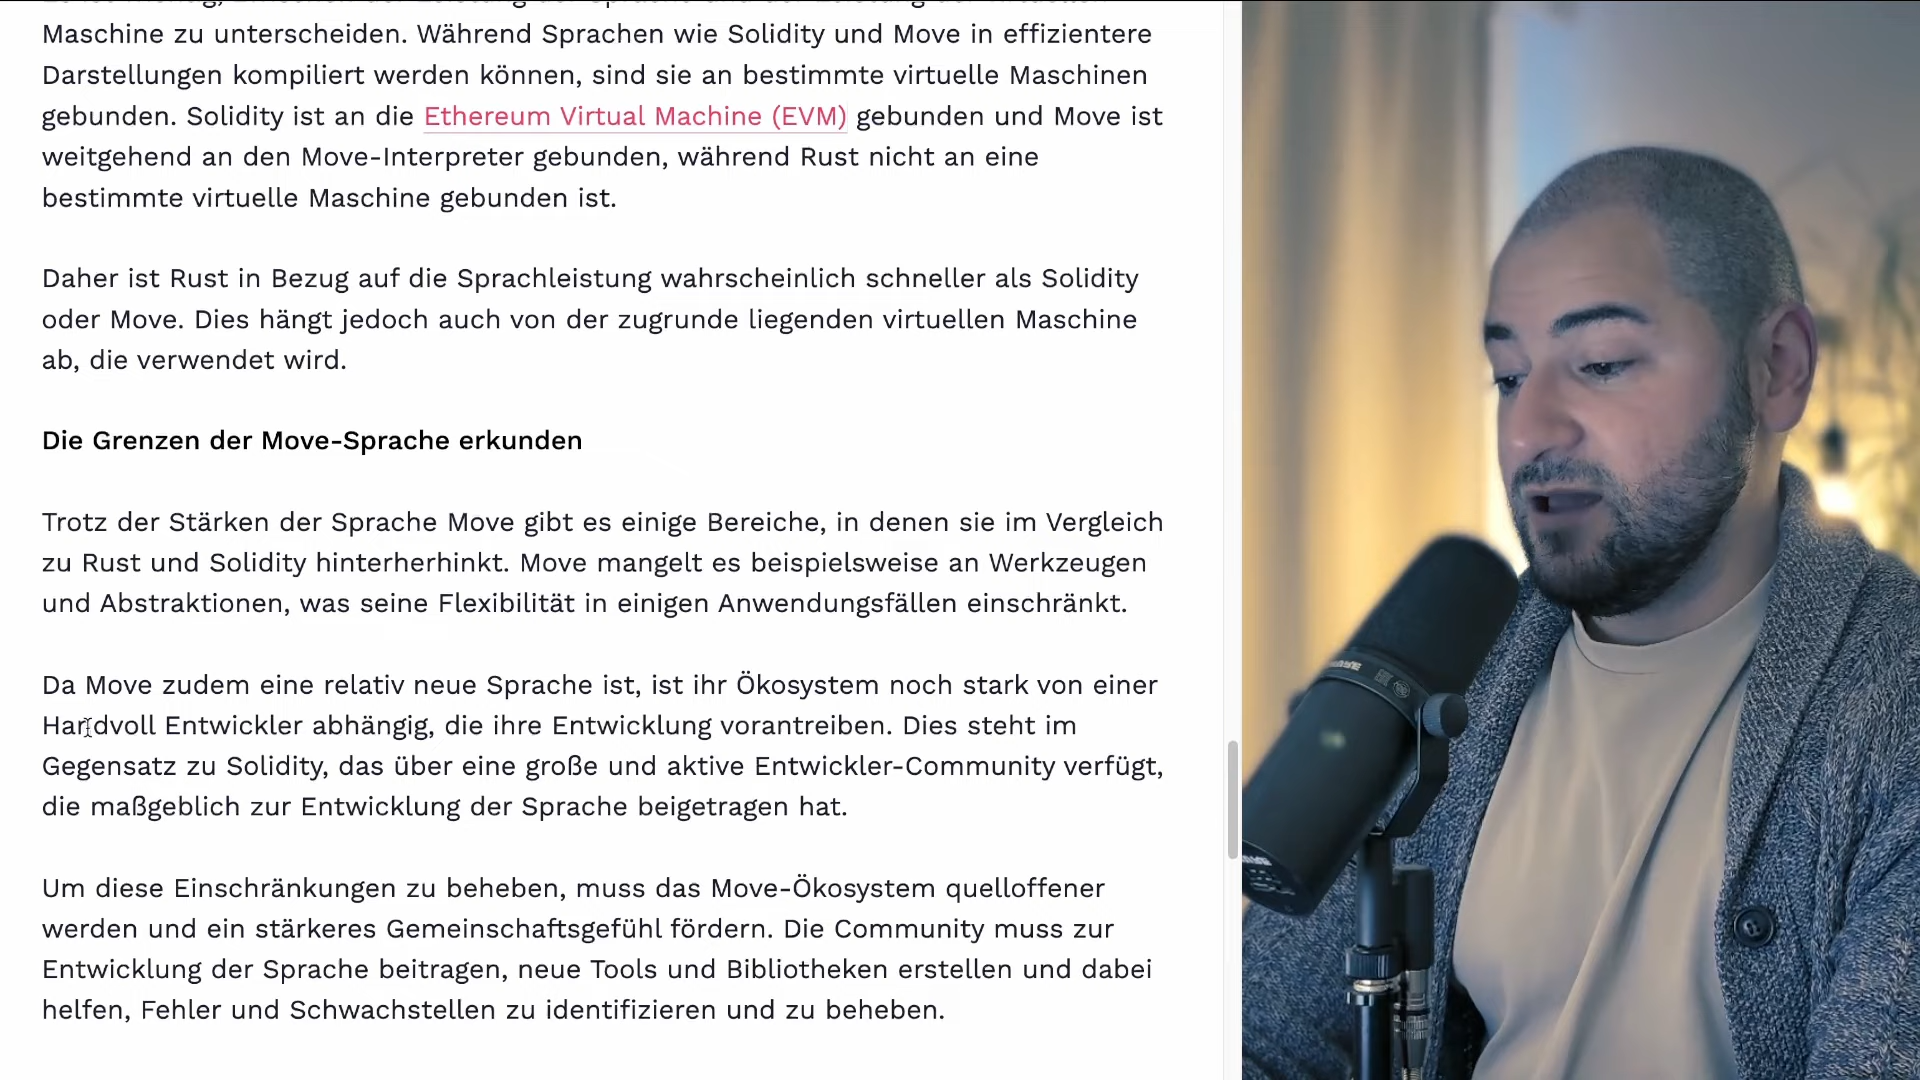 Maschine zu unterscheiden. Während Sprachen wie Solidity und Move in effizientere
Darstellungen kompiliert werden können, sind sie an bestimmte virtuelle Maschinen
gebunden. Solidity ist an die Ethereum Virtual Machine (EVM) gebunden und Move ist
weitgehend an den Move-Interpreter gebunden, während Rust nicht an eine
bestimmte virtuelle Maschine gebunden ist.
Daher ist Rust in Bezug auf die Sprachleistung wahrscheinlich schneller als Solidity
oder Move. Dies hängt jedoch auch von der zugrunde liegenden virtuellen Maschine
ab, die verwendet wird.
Die Grenzen der Move-Sprache erkunden
Trotz der Stärken der Sprache Move gibt es einige Bereiche, in denen sie im Vergleich
zu Rust und Solidity hinterherhinkt. Move mangelt es beispielsweise an Werkzeugen
und Abstraktionen, was seine Flexibilität in einigen Anwendungsfällen einschränkt.
Da Move zudem eine relativ neue Sprache ist, ist ihr Ökosystem noch stark von einer
Handvoll Entwickler abhängig, die ihre Entwicklung vorantreiben. Dies steht im
Gegensatz zu Solidity, das über eine große und aktive Entwickler-Community verfügt,
die maßgeblich zur Entwicklung der Sprache beigetragen hat.
Um diese Einschränkungen zu beheben, muss das Move-Ökosystem quelloffener
werden und ein stärkeres Gemeinschaftsgefühl fördern. Die Community muss zur
Entwicklung der Sprache beitragen, neue Tools und Bibliotheken erstellen und dabei
helfen, Fehler und Schwachstellen zu identifizieren und zu beheben.